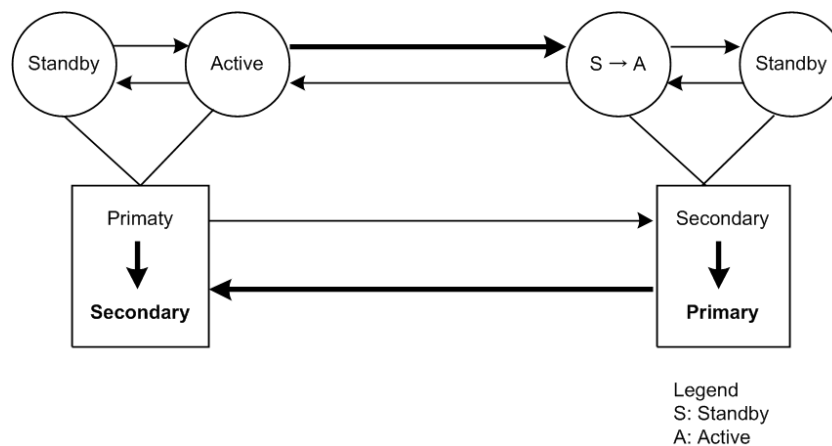 Standby
Active
S → A
Standby
Primaty
Secondary
Secondary
Primary
Legend
S: Standby
A: Active